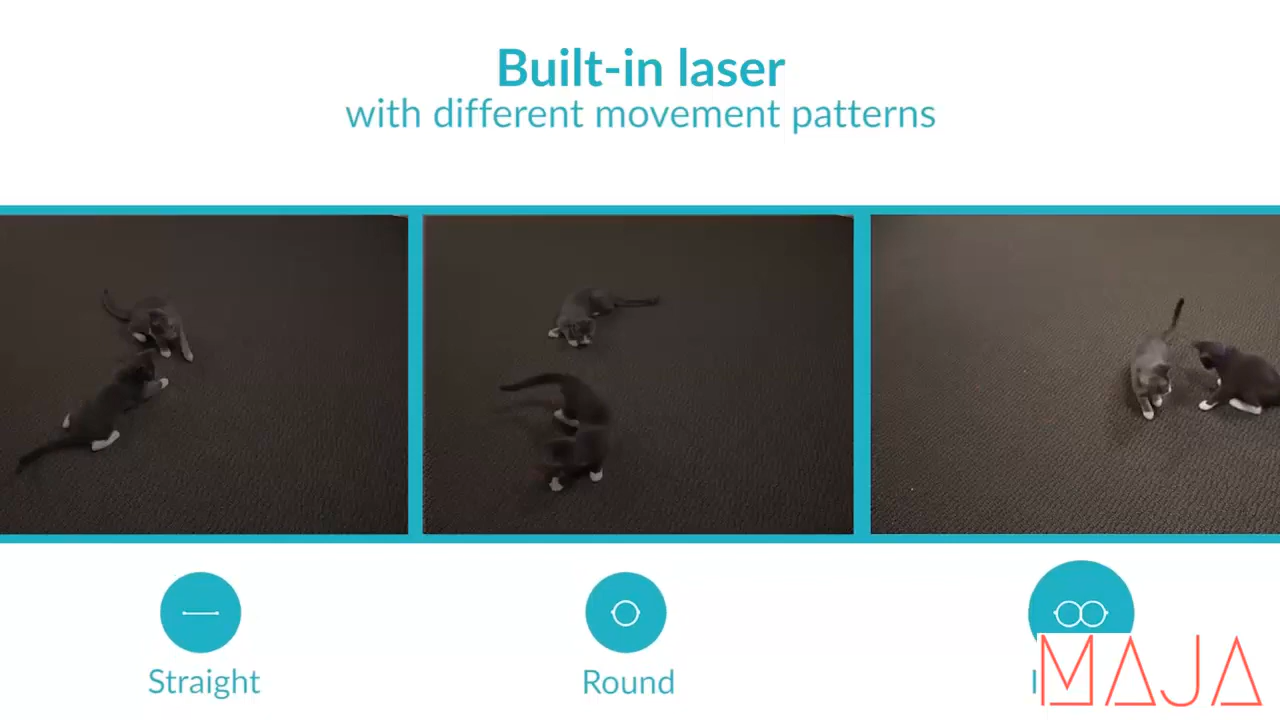 Built-in laser
with different movement patterns
Straight
Round
MAJA